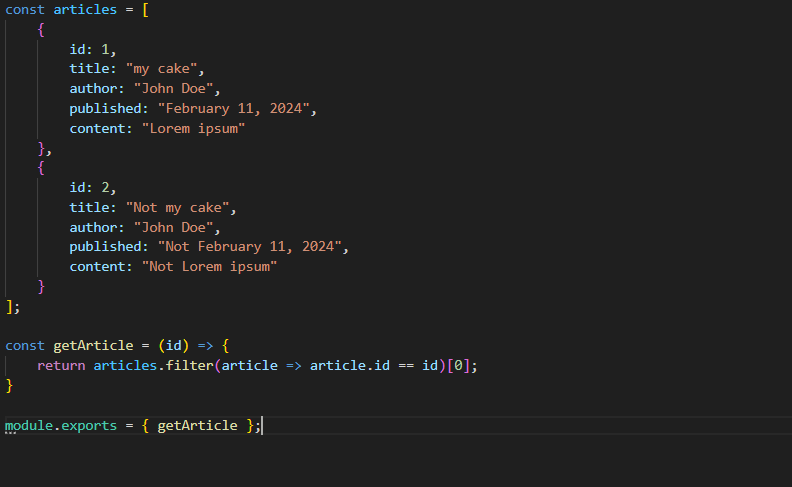 const articles = [
{
id: 1,
title: "my cake",
author: "John Doe",
published: "February 11, 2024",
content: "Lorem ipsum"
},
{
id: 2,
title: "Not my cake",
author: "John Doe",
published: "Not February 11, 2024",
content: "Not Lorem ipsum"
}
];
const getArticle = (id) => {
return articles.filter(article => article.id == id)[0];
}
module.exports = { getArticle };